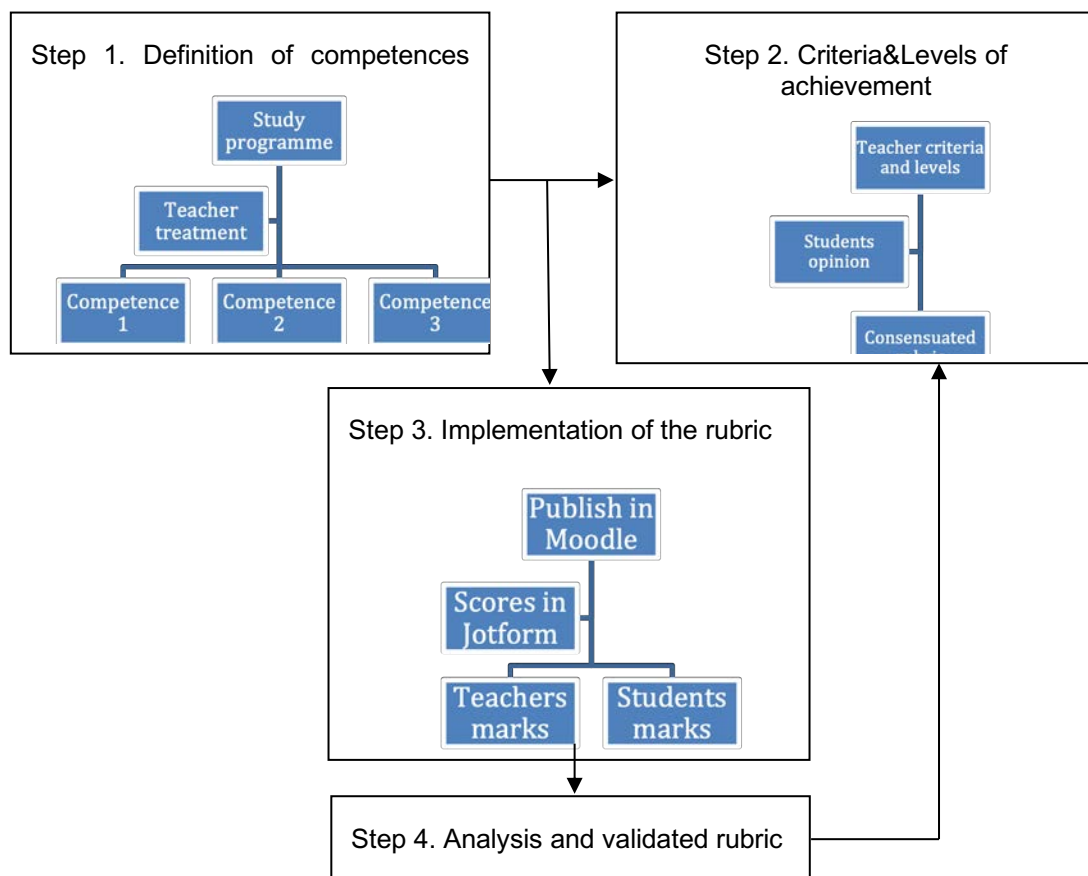 Step 1. Definition of competences
Study
programme
Teacher
treatment
Competence
1
Competence
2
Competence
3
Step 2. Criteria&Levels of
achievement
Teacher criteria
and levels
Students
opinion
Consensuated
Step 3. Implementation of the rubric
Publish in
Moodle
Scores in
Jotform
Teachers
marks
Students
marks
Step 4. Analysis and validated rubric